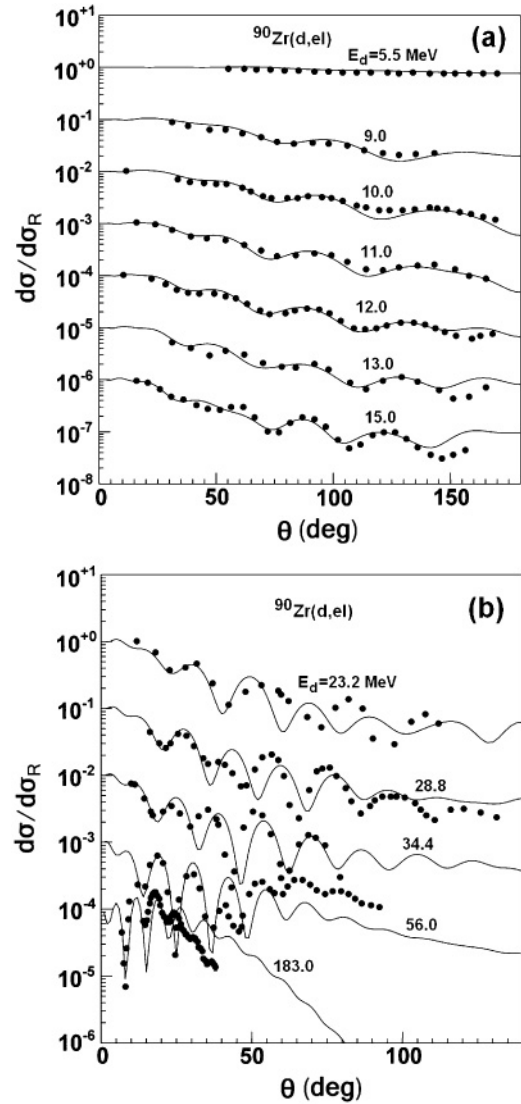 10+1
90Zr(d,el)
(a)
Ed=5.5 MeV
10+0
10-1
9.0
10-2
10.0
10-3
11.0
10-4
12.0
10-5
13.0
10-6
15.0
10-7
10-8
dσ/dσR
0 50 100 150
θ (deg)
10+1
90Zr(d,el)
(b)
10+0
Ed=23.2 MeV
10-1
28.8
10-2
34.4
10-3
10-4
56.0
183.0
10-5
10-6
dσ/dσR
0 50 100
θ (deg)